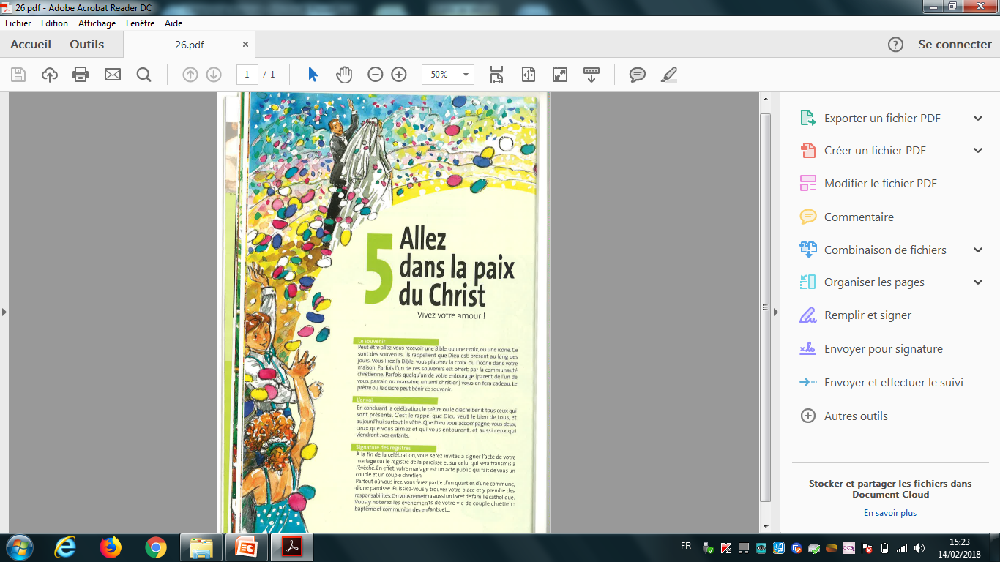 26.pdf - Adobe Acrobat Reader DC
Fichier Edition Affichage Fenêtre Aide
Accueil Outils 26.pdf × ? Se connecter
1 / 1 50%
5
Allez
dans la paix
du Christ
Vivez votre amour !
Le souvenir
Peut-être allez-vous recevoir une Bible, ou une croix, ou une icône. Ce
sont des souvenirs. Ils rappellent que Dieu est présent au long des
jours. Vous lirez la Bible, vous placerez la croix ou l'icône dans votre
maison. Parfois l'un de ces souvenirs est offert par la communauté
chrétienne. Parfois quelqu'un de votre entourage (parent de l'un de
vous, parrain ou marraine, un ami chrétien) vous en fera cadeau. Le
prêtre ou le diacre peut bénir ce souvenir.
L'envoi
En concluant la célébration, le prêtre ou le diacre bénit tous ceux qui
sont présents. C'est le rappel que Dieu veut le bien de tous, et
aujourd'hui surtout le vôtre. Que Dieu vous accompagne, vous deux,
ceux que vous aimez et qui vous entourent, et aussi ceux qui
viendront : vos enfants.
Signature des registres
À la fin de la célébration, vous serez invités à signer l'acte de votre
mariage sur le registre de la paroisse et sur celui qui sera transmis à
l'évêché. En effet, votre mariage est un acte public, qui fait de vous un
couple et un couple chrétien.
Partout où vous irez, vous ferez partie d'un quartier, d'une commune,
d'une paroisse. Puissiez-vous y trouver votre place et y prendre des
responsabilités. On vous remettra aussi un livret de famille catholique.
Vous y noterez les événements de votre vie de couple chrétien :
baptême et communion des enfants, etc.
Exporter un fichier PDF
Créer un fichier PDF
Modifier le fichier PDF
Commentaire
Combinaison de fichiers
Organiser les pages
Remplir et signer
Envoyer pour signature
Envoyer et effectuer le suivi
Autres outils
Stocker et partager les fichiers dans
Document Cloud
En savoir plus
FR
15:23
14/02/2018